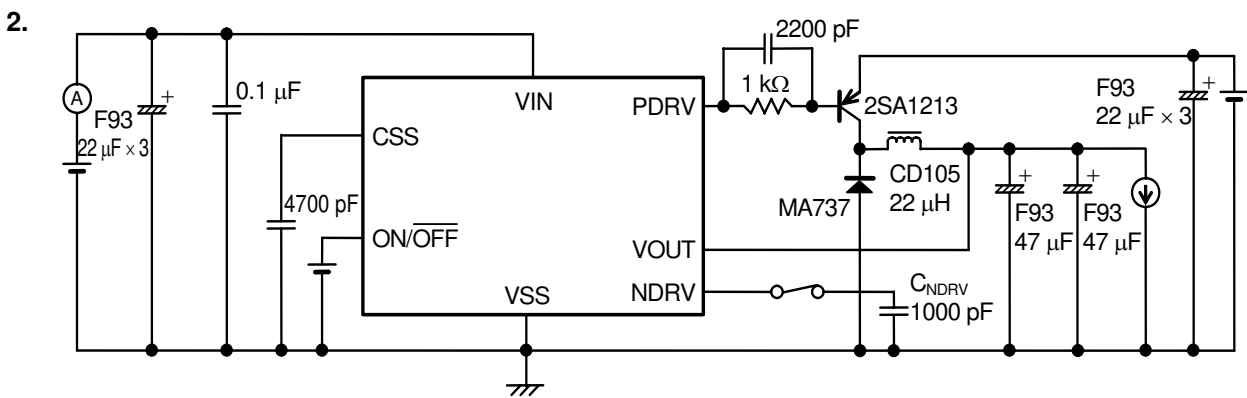 2.
A
F93
22 μF × 3
0.1 μF
4700 pF
VIN
CSS
ON/OFF
VSS
PDRV
VOUT
NDRV
2200 pF
1 kΩ
2SA1213
CD105
22 μH
MA737
C_NDRV
1000 pF
F93
47 μF
F93
47 μF
F93
22 μF × 3